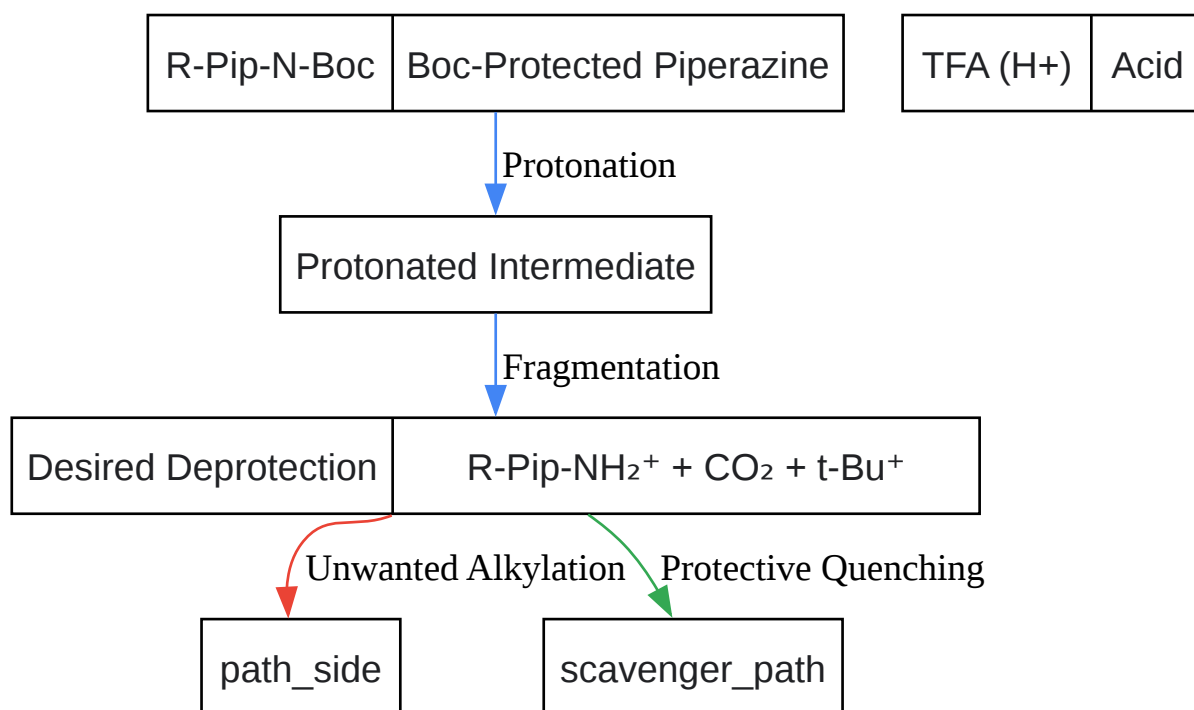 R-Pip-N-Boc
Boc-Protected Piperazine
TFA (H+)
Acid
Protonation
Protonated Intermediate
Fragmentation
Desired Deprotection
R-Pip-NH₂⁺ + CO₂ + t-Bu⁺
Unwanted Alkylation
Protective Quenching
path_side
scavenger_path